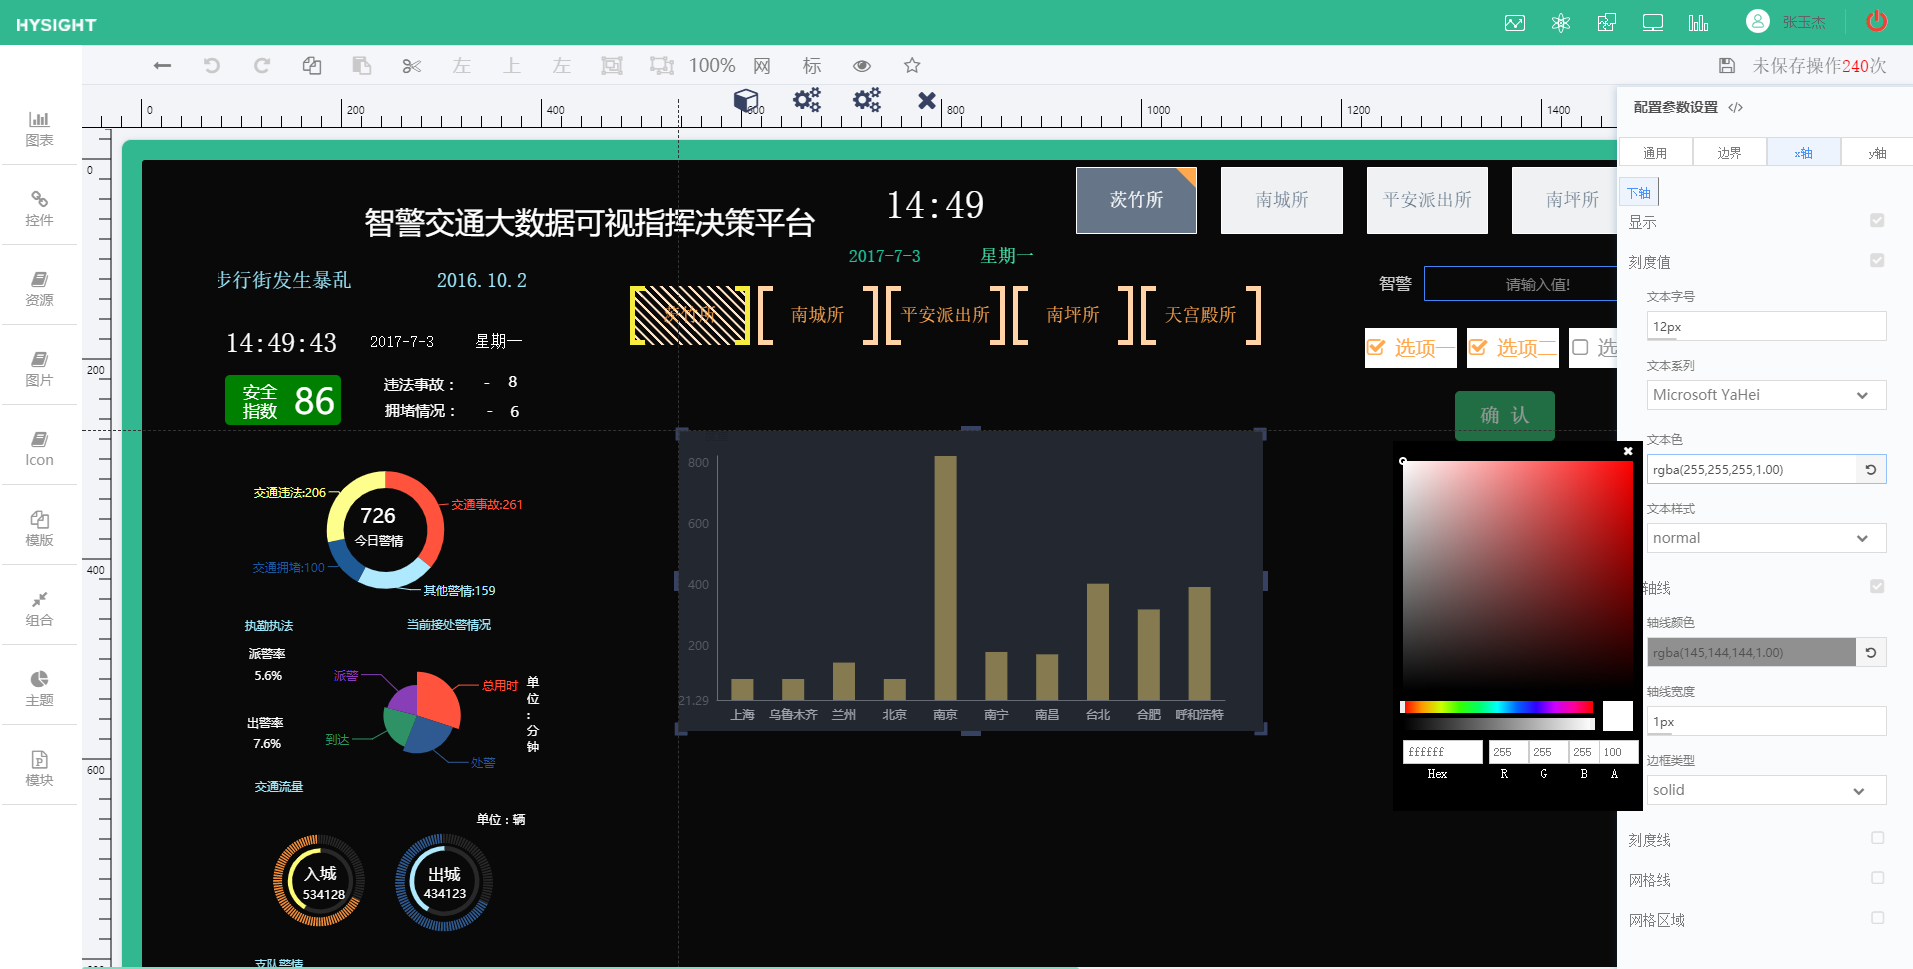 HYSIGHT
张玉杰
左 上 左 100% 网 标
未保存操作240次
0 200 400 600 800 1000 1200 1400
配置参数设置 </>
图表
控件
资源
图片
Icon
模版
组合
主题
模块
0
200
400
600
通用 边界 x轴 y轴
下轴
显示
刻度值
文本字号
12px
文本系列
Microsoft YaHei
文本色
rgba(255,255,255,1.00)
文本样式
normal
轴线
轴线颜色
rgba(145,144,144,1.00)
轴线宽度
1px
边框类型
solid
刻度线
网格线
网格区域
智警交通大数据可视指挥决策平台
14:49
2017-7-3 星期一
茨竹所 南城所 平安派出所 南坪所
步行街发生暴乱 2016.10.2
智警 请输入值!
茨竹所 南城所 平安派出所 南坪所 天宫殿所
14:49:43 2017-7-3 星期一
选项一 选项二 选
安全指数 86
违法事故： - 8
拥堵情况： - 6
确 认
交通违法:206
交通事故:261
726
今日警情
交通拥堵:100
其他警情:159
执勤执法 当前接处警情况
派警率
5.6%
出警率
7.6%
派警
总用时
到达
处警
单位：分钟
交通流量
单位：辆
入城
534128
出城
434123
支队警情
800
600
400
200
21.29
上海 乌鲁木齐 兰州 北京 南京 南宁 南昌 台北 合肥 呼和浩特
ffffff 255 255 255 100
Hex R G B A